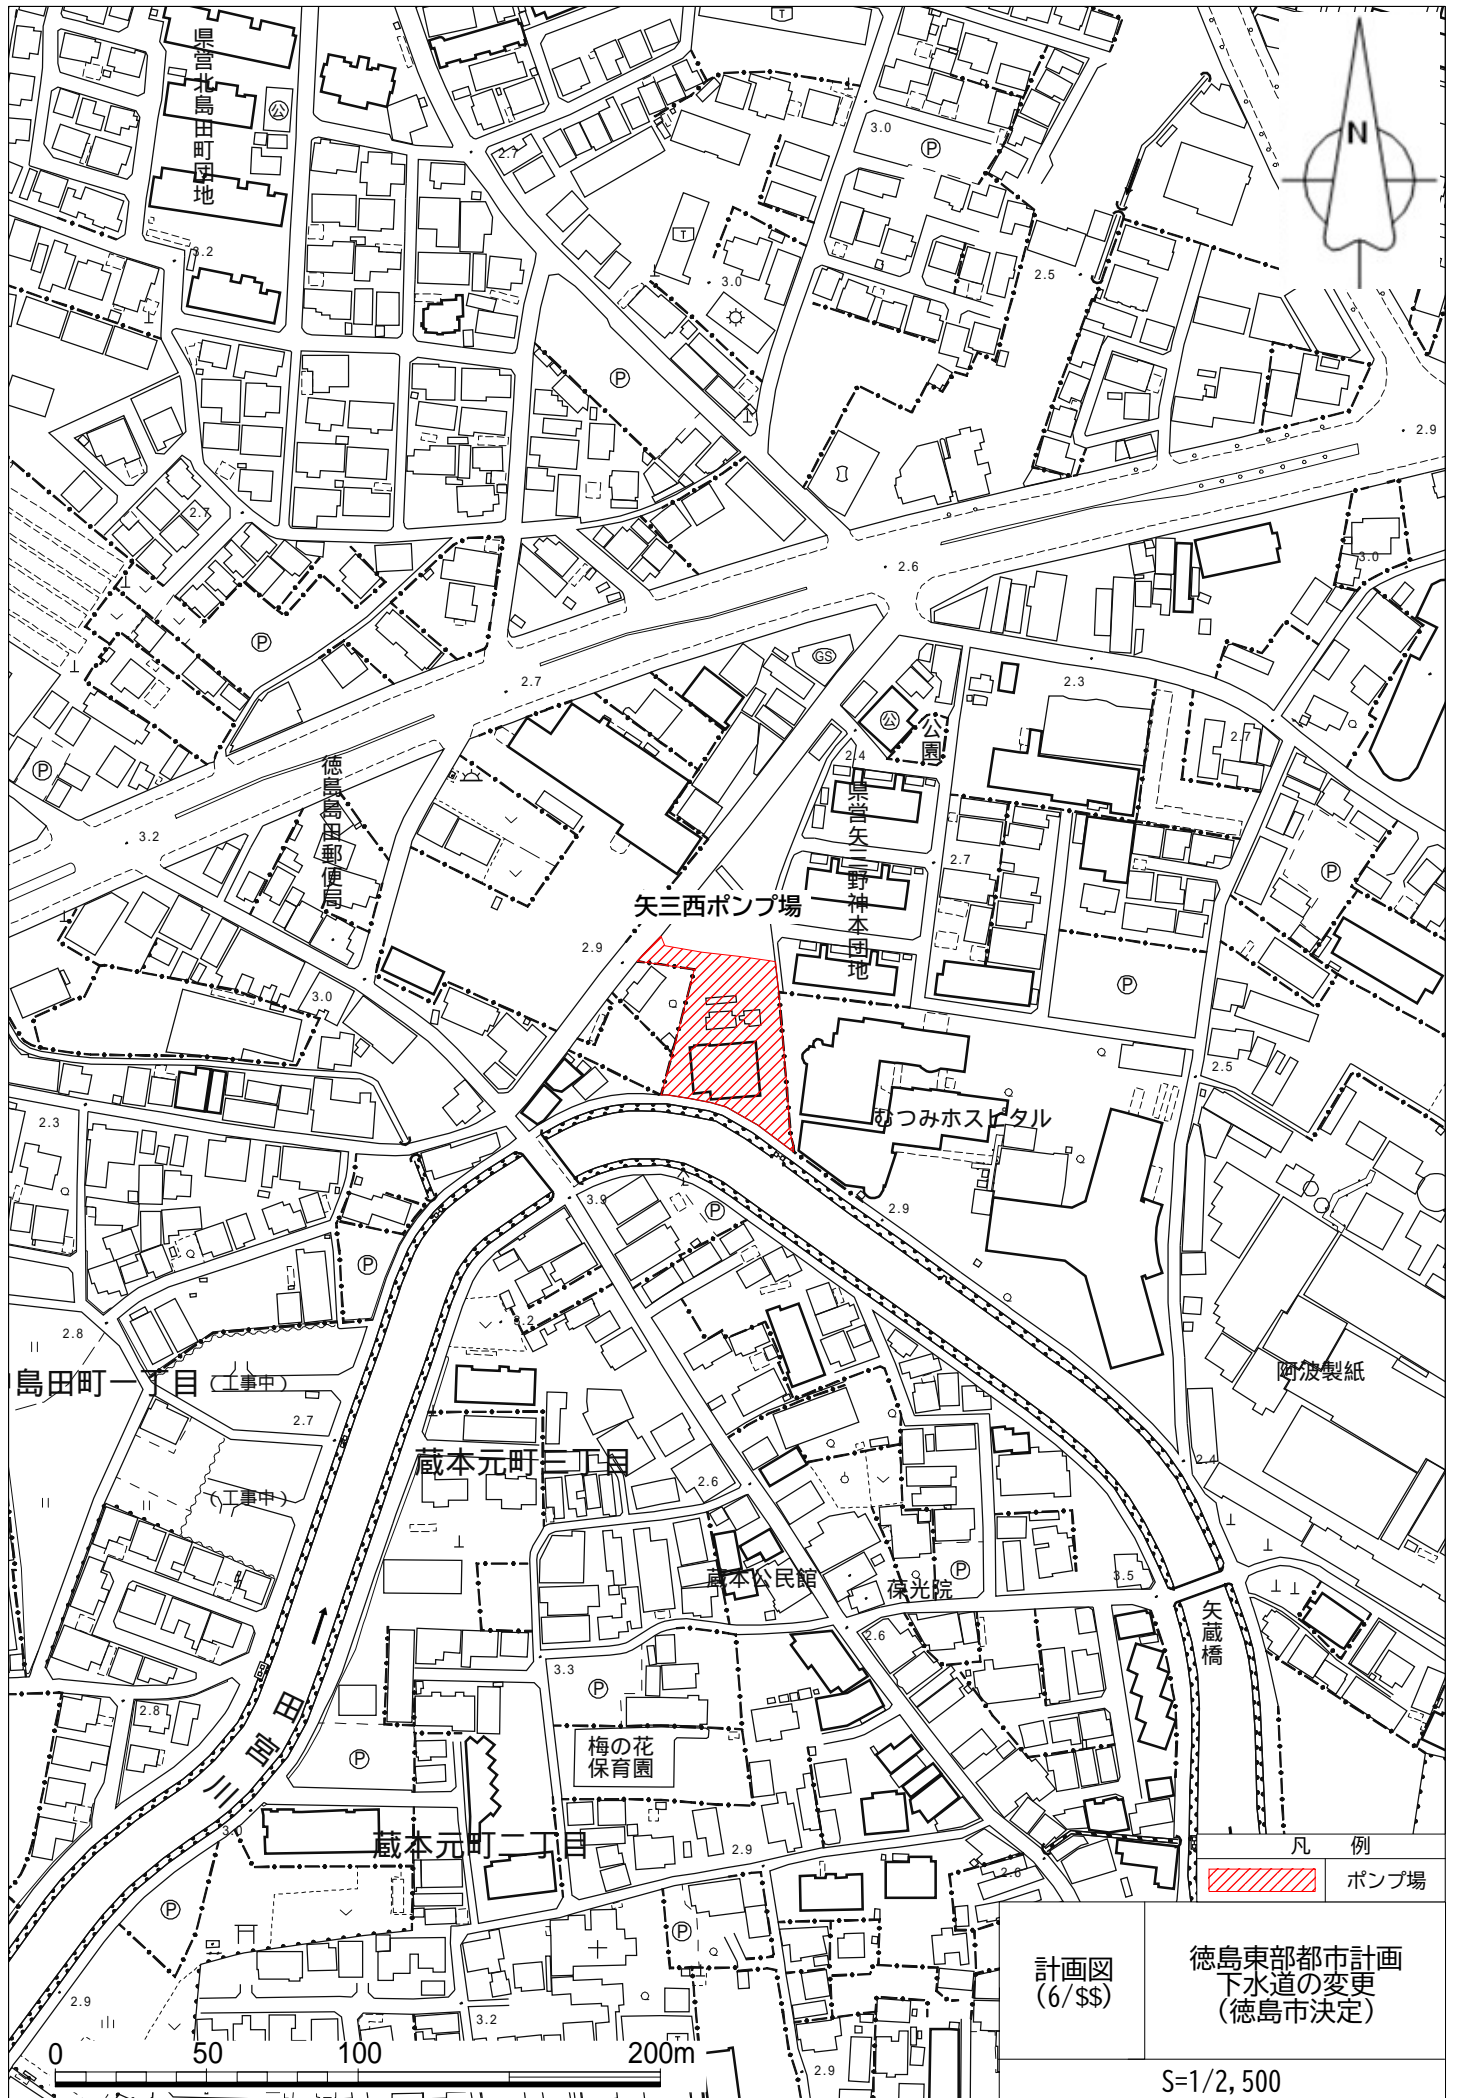 T
県営北島田町団地
公
N
3.0
P
2.7
T
3.2
3.0
2.5
P
2.9
2.7
2.6
3.0
P
GS
2.3
2.7
公
公園
2.7
2.4
P
徳島島田郵便局
県営矢三野神本団地
3.2
2.7
P
矢三西ポンプ場
2.9
3.0
P
2.5
2.3
むつみホスピタル
3.9
P
2.9
P
3.2
2.8
島田町一丁目
(工事中)
阿波製紙
2.7
蔵本元町三丁目
2.6
2.4
(工事中)
蔵本公民館
葆光院
P
3.5
矢蔵橋
2.6
3.3
P
2.8
田宮川
梅の花
保育園
P
3.0
蔵本元町二丁目
2.9
2.6
凡 例
ポンプ場
P
P
計画図
(6/$$)
徳島東部都市計画
下水道の変更
(徳島市決定)
2.9
3.2
T
2.9
0 50 100 200m
S=1/2,500